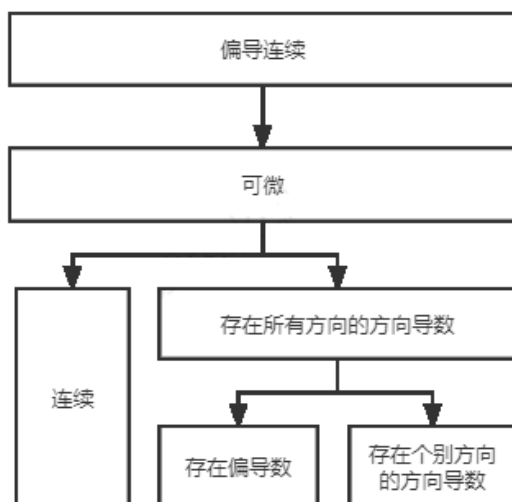 偏导连续
可微
存在所有方向的方向导数
连续
存在偏导数
存在个别方向
的方向导数